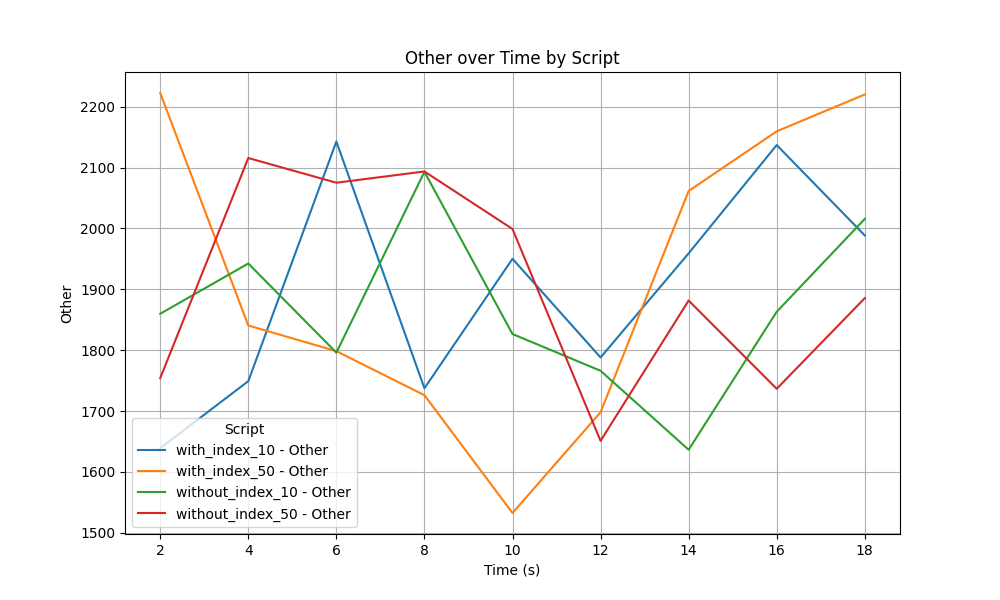 Other over Time by Script
Other
2200
2100
2000
1900
1800
1700
1600
1500
Script
with_index_10 - Other
with_index_50 - Other
without_index_10 - Other
without_index_50 - Other
2 4 6 8 10 12 14 16 18
Time (s)